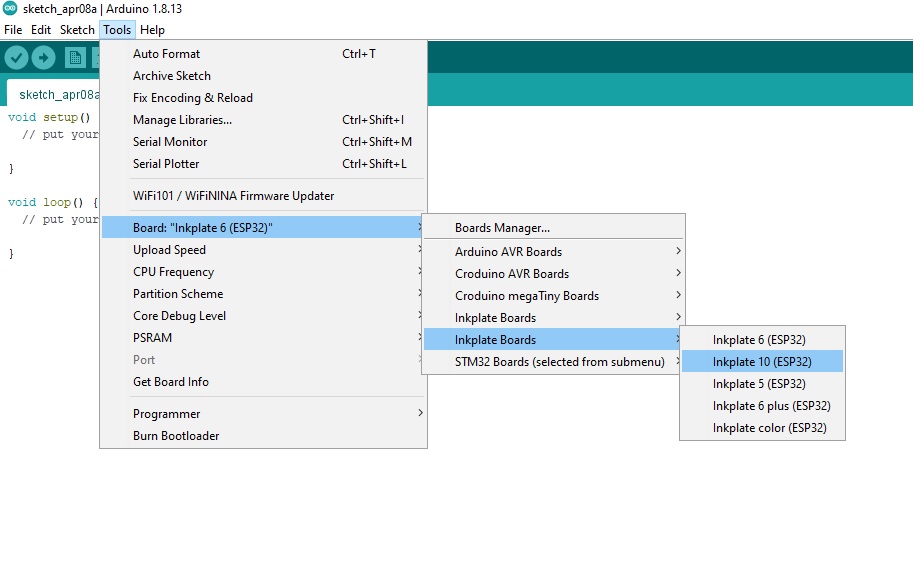 sketch_apr08a | Arduino 1.8.13
File Edit Sketch Tools Help
sketch_apr08a
void setup()
// put your
}
void loop() {
// put your
}
Auto Format Ctrl+T
Archive Sketch
Fix Encoding & Reload
Manage Libraries... Ctrl+Shift+I
Serial Monitor Ctrl+Shift+M
Serial Plotter Ctrl+Shift+L
WiFi101 / WiFiNINA Firmware Updater
Board: "Inkplate 6 (ESP32)"
Upload Speed
CPU Frequency
Partition Scheme
Core Debug Level
PSRAM
Port
Get Board Info
Programmer
Burn Bootloader
Boards Manager...
Arduino AVR Boards
Croduino AVR Boards
Croduino megaTiny Boards
Inkplate Boards
Inkplate Boards
STM32 Boards (selected from submenu)
Inkplate 6 (ESP32)
Inkplate 10 (ESP32)
Inkplate 5 (ESP32)
Inkplate 6 plus (ESP32)
Inkplate color (ESP32)